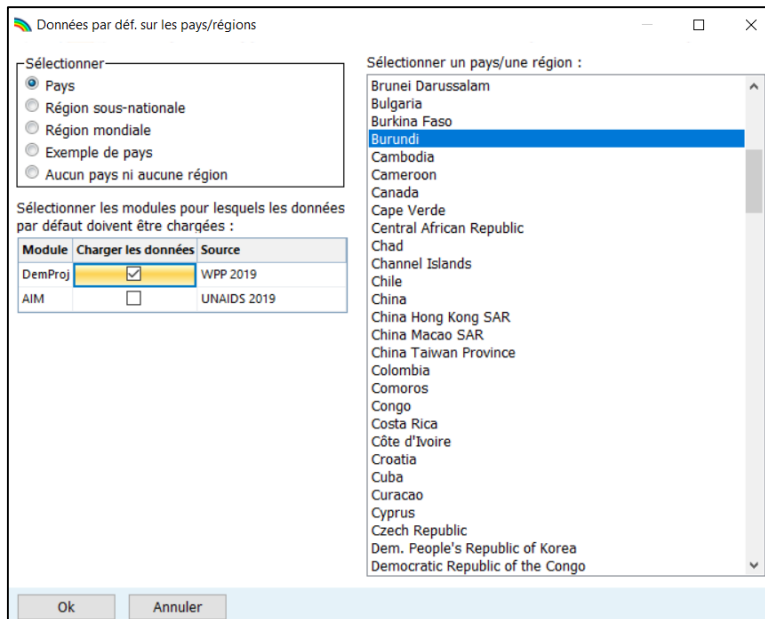 Données par déf. sur les pays/régions
Sélectionner
Pays
Région sous-nationale
Région mondiale
Exemple de pays
Aucun pays ni aucune région
Sélectionner les modules pour lesquels les données
par défaut doivent être chargées :
Module Charger les données Source
DemProj WPP 2019
AIM UNAIDS 2019
Sélectionner un pays/une région :
Brunei Darussalam
Bulgaria
Burkina Faso
Burundi
Cambodia
Cameroon
Canada
Cape Verde
Central African Republic
Chad
Channel Islands
Chile
China
China Hong Kong SAR
China Macao SAR
China Taiwan Province
Colombia
Comoros
Congo
Costa Rica
Côte d'Ivoire
Croatia
Cuba
Curacao
Cyprus
Czech Republic
Dem. People's Republic of Korea
Democratic Republic of the Congo
Ok Annuler